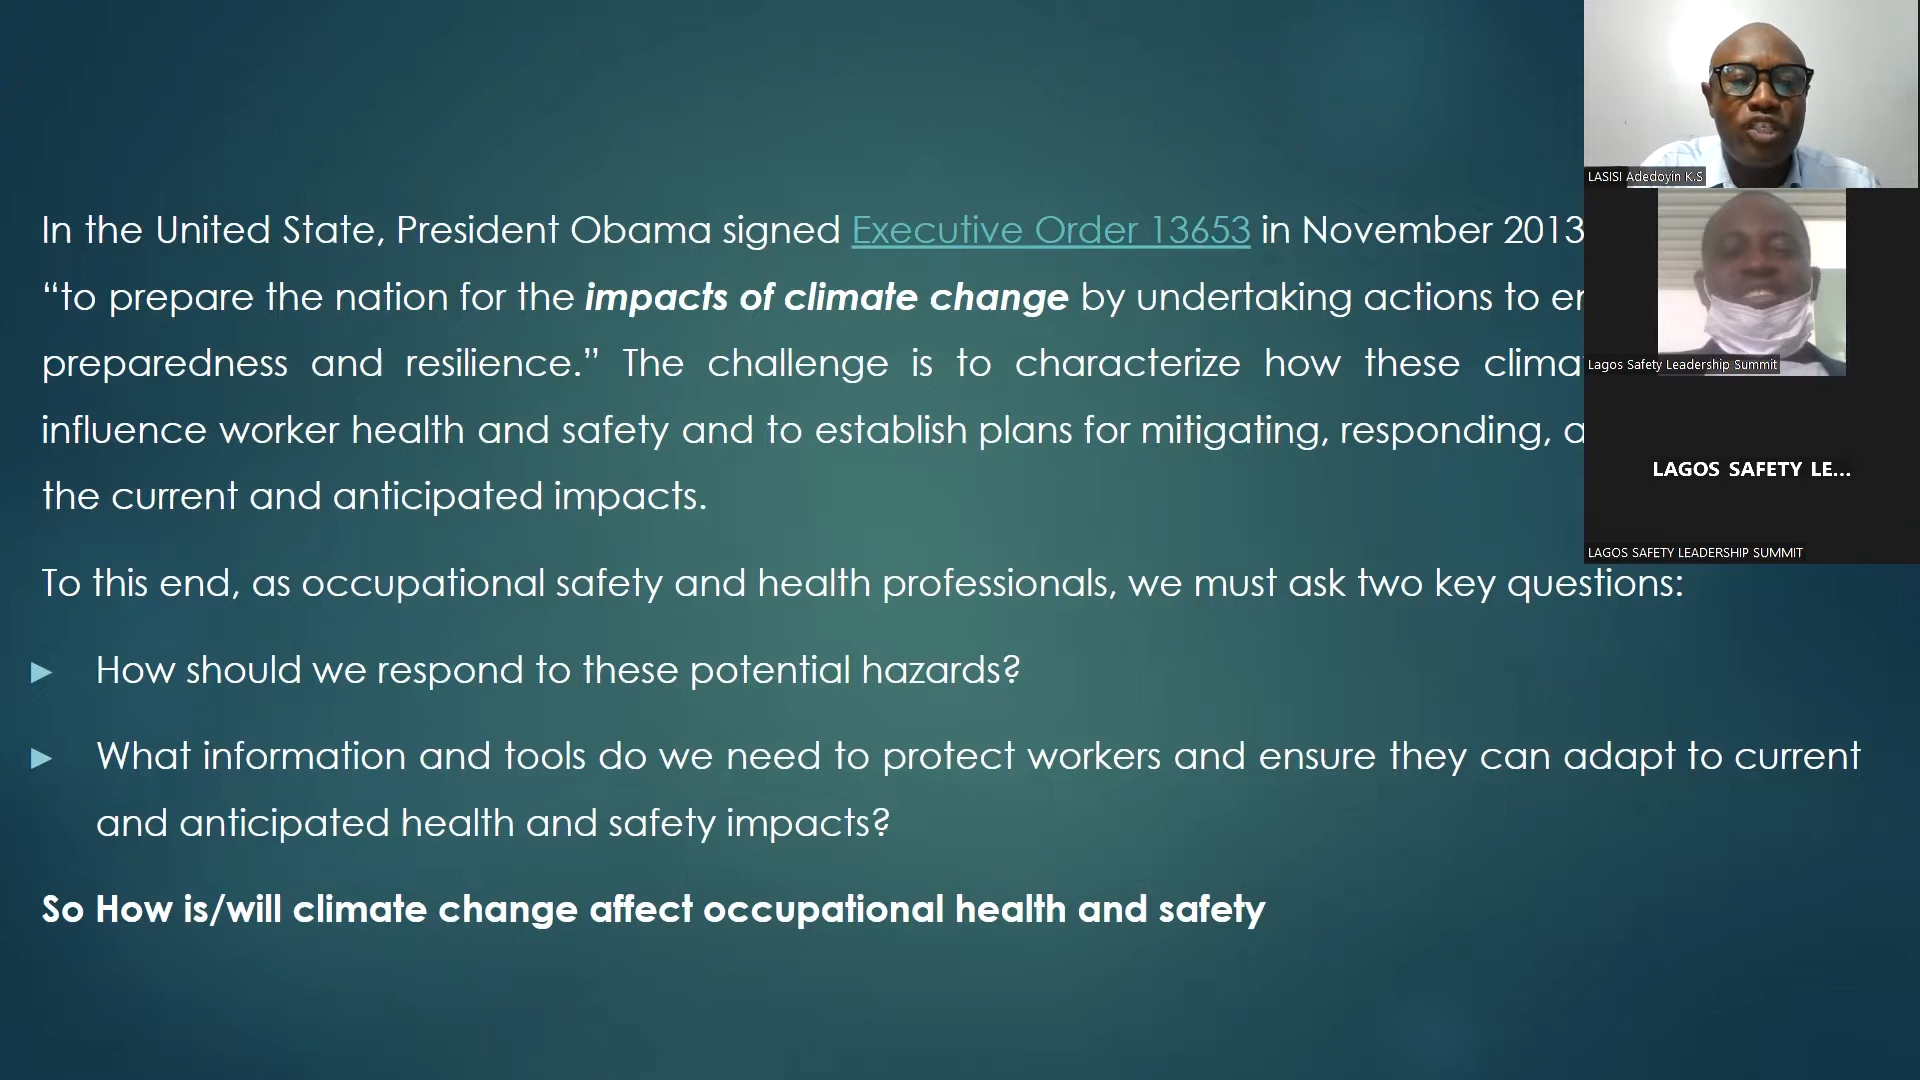 In the United State, President Obama signed Executive Order 13653 in November 2013
“to prepare the nation for the impacts of climate change by undertaking actions to
preparedness and resilience.” The challenge is to characterize how these
influence worker health and safety and to establish plans for mitigating, responding,
the current and anticipated impacts.
To this end, as occupational safety and health professionals, we must ask two key questions:
► How should we respond to these potential hazards?
► What information and tools do we need to protect workers and ensure they can adapt to current
and anticipated health and safety impacts?
So How is/will climate change affect occupational health and safety
LASISI Adedoyin K.S
Lagos Safety Leadership Summit
LAGOS SAFETY LE...
LAGOS SAFETY LEADERSHIP SUMMIT